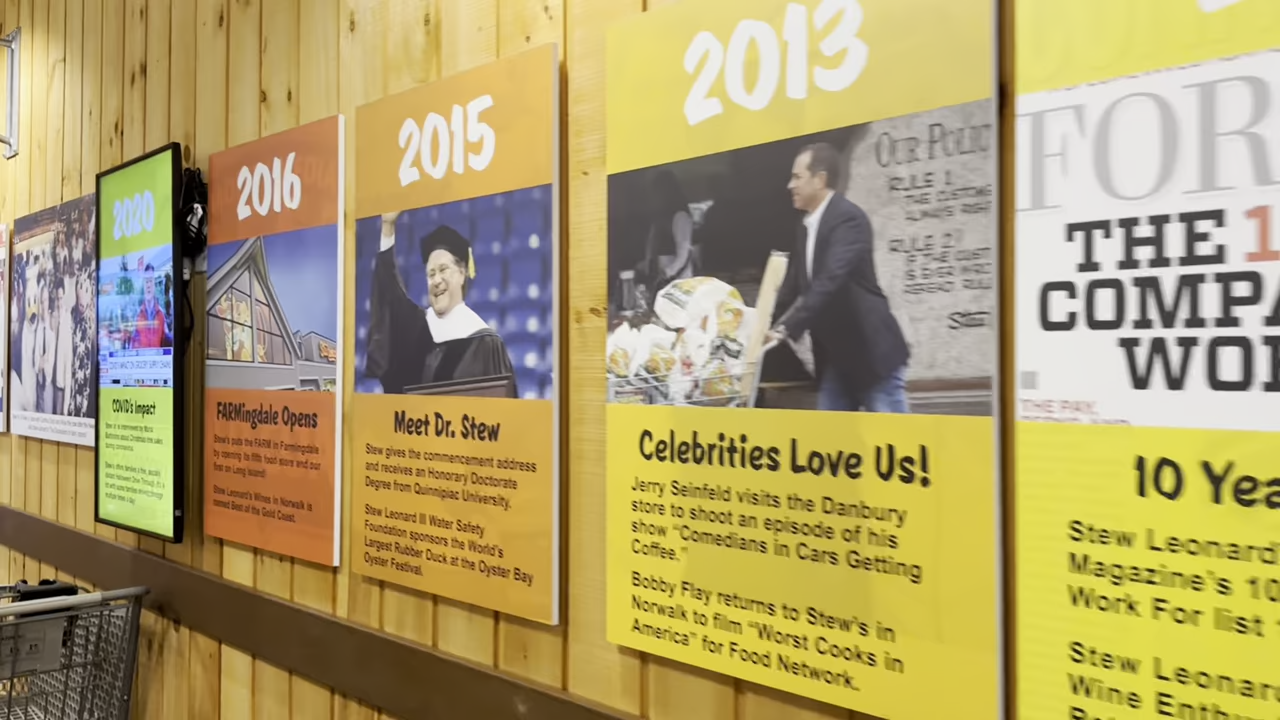 2020
COVID's Impact
2016
FARMingdale Opens
Stew's puts the FARM in Farmingdale
by opening its fifth food store and our
first on Long Island!
Stew Leonard's Wines in Norwalk is
named Best of the Gold Coast.
2015
Meet Dr. Stew
Stew gives the commencement address
and receives an Honorary Doctorate
Degree from Quinnipiac University.
Stew Leonard III Water Safety
Foundation sponsors the World's
Largest Rubber Duck at the Oyster Bay
Oyster Festival.
2013
OUR POLIC
RULE 1
RULE 2
Celebrities Love Us!
Jerry Seinfeld visits the Danbury
store to shoot an episode of his
show "Comedians in Cars Getting
Coffee."
Bobby Flay returns to Stew's in
Norwalk to film "Worst Cooks in
America" for Food Network.
FOR
THE 1
COMPA
WOR
10 Yea
Stew Leonard
Magazine's 10
Work For list
Stew Leonar
Wine Enthu